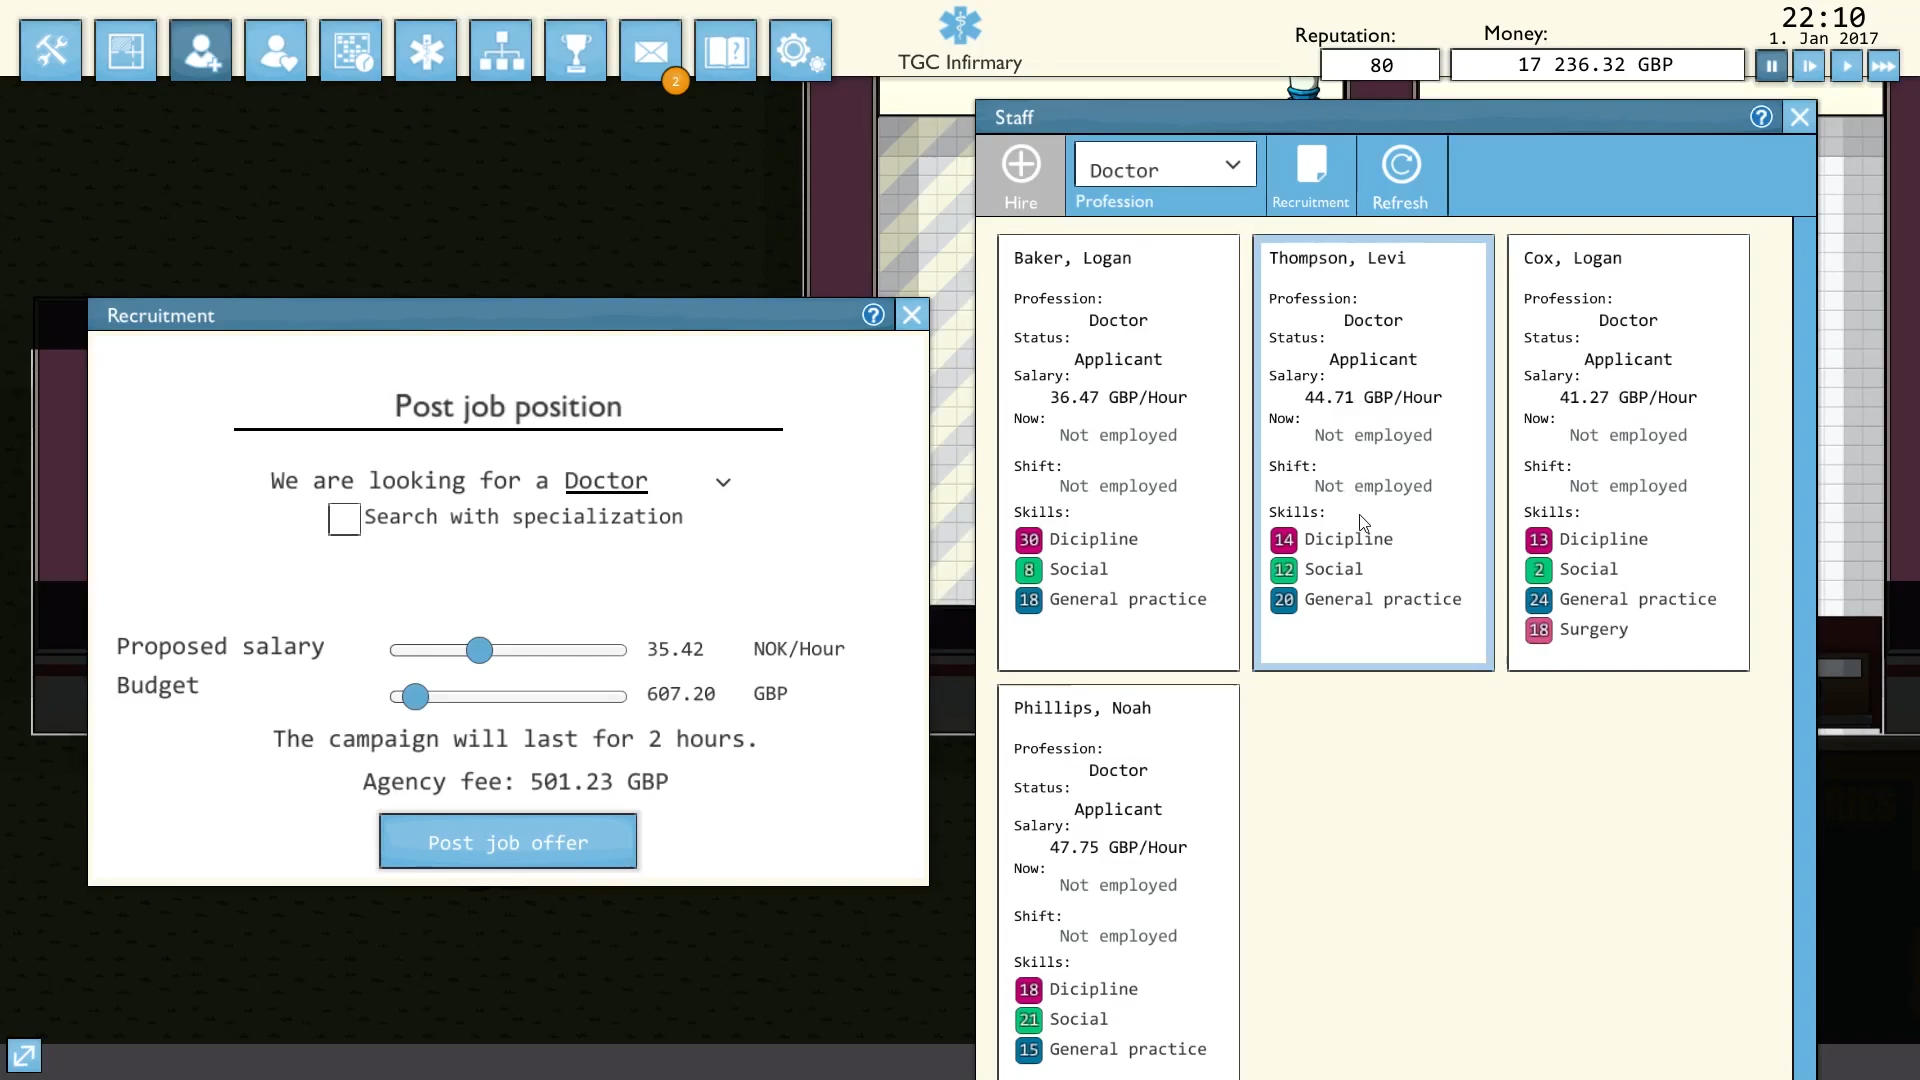 2
TGC Infirmary
Reputation:
80
Money:
17 236.32 GBP
22:10
1. Jan 2017
Recruitment
Post job position
We are looking for a Doctor
Search with specialization
Proposed salary 35.42 NOK/Hour
Budget 607.20 GBP
The campaign will last for 2 hours.
Agency fee: 501.23 GBP
Post job offer
Staff
Hire
Doctor
Profession
Recruitment
Refresh
Baker, Logan
Profession:
Doctor
Status:
Applicant
Salary:
36.47 GBP/Hour
Now:
Not employed
Shift:
Not employed
Skills:
30 Dicipline
8 Social
18 General practice
Thompson, Levi
Profession:
Doctor
Status:
Applicant
Salary:
44.71 GBP/Hour
Now:
Not employed
Shift:
Not employed
Skills:
14 Dicipline
12 Social
20 General practice
Cox, Logan
Profession:
Doctor
Status:
Applicant
Salary:
41.27 GBP/Hour
Now:
Not employed
Shift:
Not employed
Skills:
13 Dicipline
2 Social
24 General practice
18 Surgery
Phillips, Noah
Profession:
Doctor
Status:
Applicant
Salary:
47.75 GBP/Hour
Now:
Not employed
Shift:
Not employed
Skills:
18 Dicipline
21 Social
15 General practice